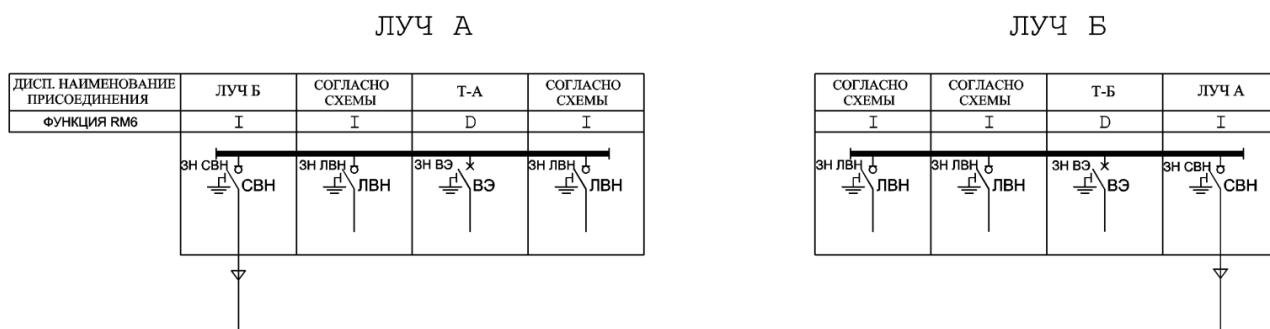 ЛУЧ А
ЛУЧ Б
ДИСП. НАИМЕНОВАНИЕ
ПРИСОЕДИНЕНИЯ
ЛУЧ Б
СОГЛАСНО
СХЕМЫ
Т-А
СОГЛАСНО
СХЕМЫ
ФУНКЦИЯ RM6
I
I
D
I
ЗН СВН
СВН
ЗН ЛВН
ЛВН
ЗН ВЭ
ВЭ
ЗН ЛВН
ЛВН
СОГЛАСНО
СХЕМЫ
СОГЛАСНО
СХЕМЫ
Т-Б
ЛУЧ А
I
I
D
I
ЗН ЛВН
ЛВН
ЗН ЛВН
ЛВН
ЗН ВЭ
ВЭ
ЗН СВН
СВН